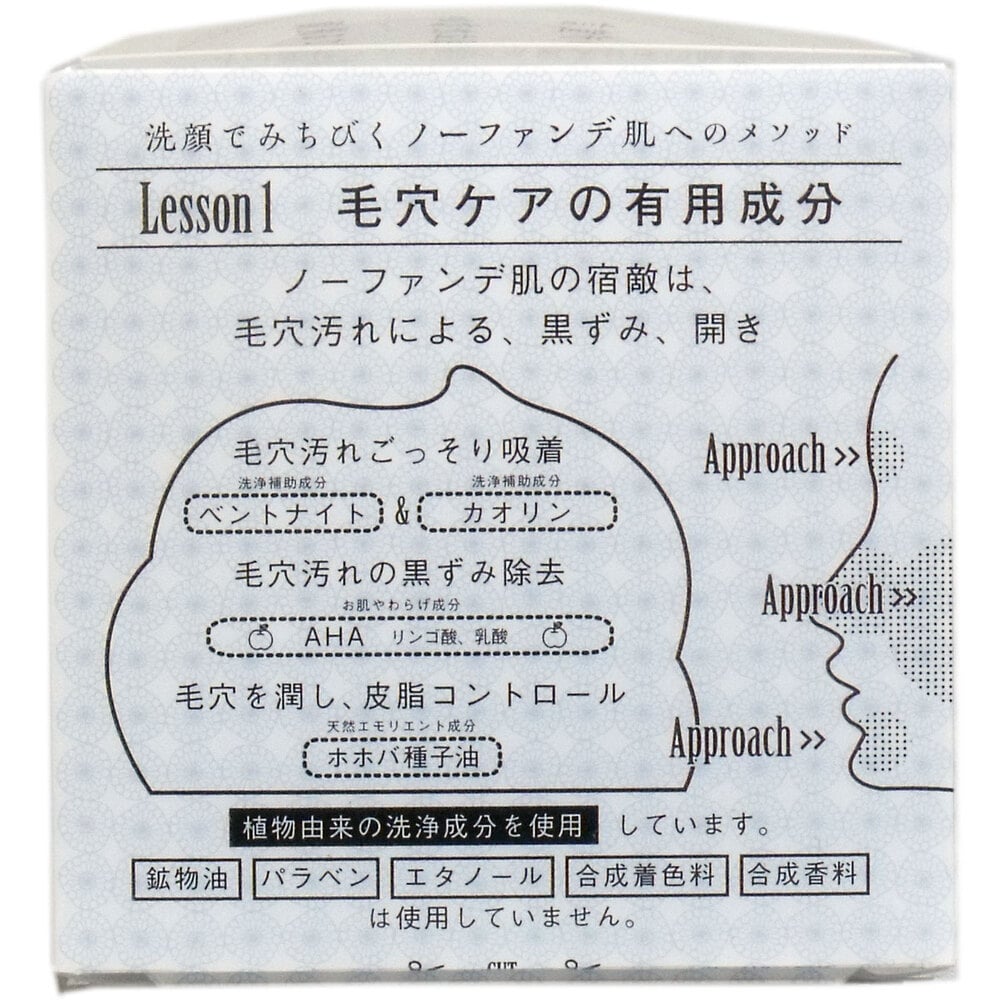 洗顔でみちびく ノーファンデ肌へのメソッド
Lesson 1 毛穴ケアの有用成分
ノーファンデ肌の宿敵は、
毛穴汚れによる、黒ずみ、開き
毛穴汚れごっそり吸着
洗浄補助成分 洗浄補助成分
ベントナイト & カオリン
毛穴汚れの黒ずみ除去
お肌やわらげ成分
AHA リンゴ酸、乳酸
毛穴を潤し、皮脂コントロール
天然エモリエント成分
ホホバ種子油
Approach >>
Approach >>
Approach >>
植物由来の洗浄成分を使用 しています。
鉱物油 パラベン エタノール 合成着色料 合成香料
は使用していません。
CUT